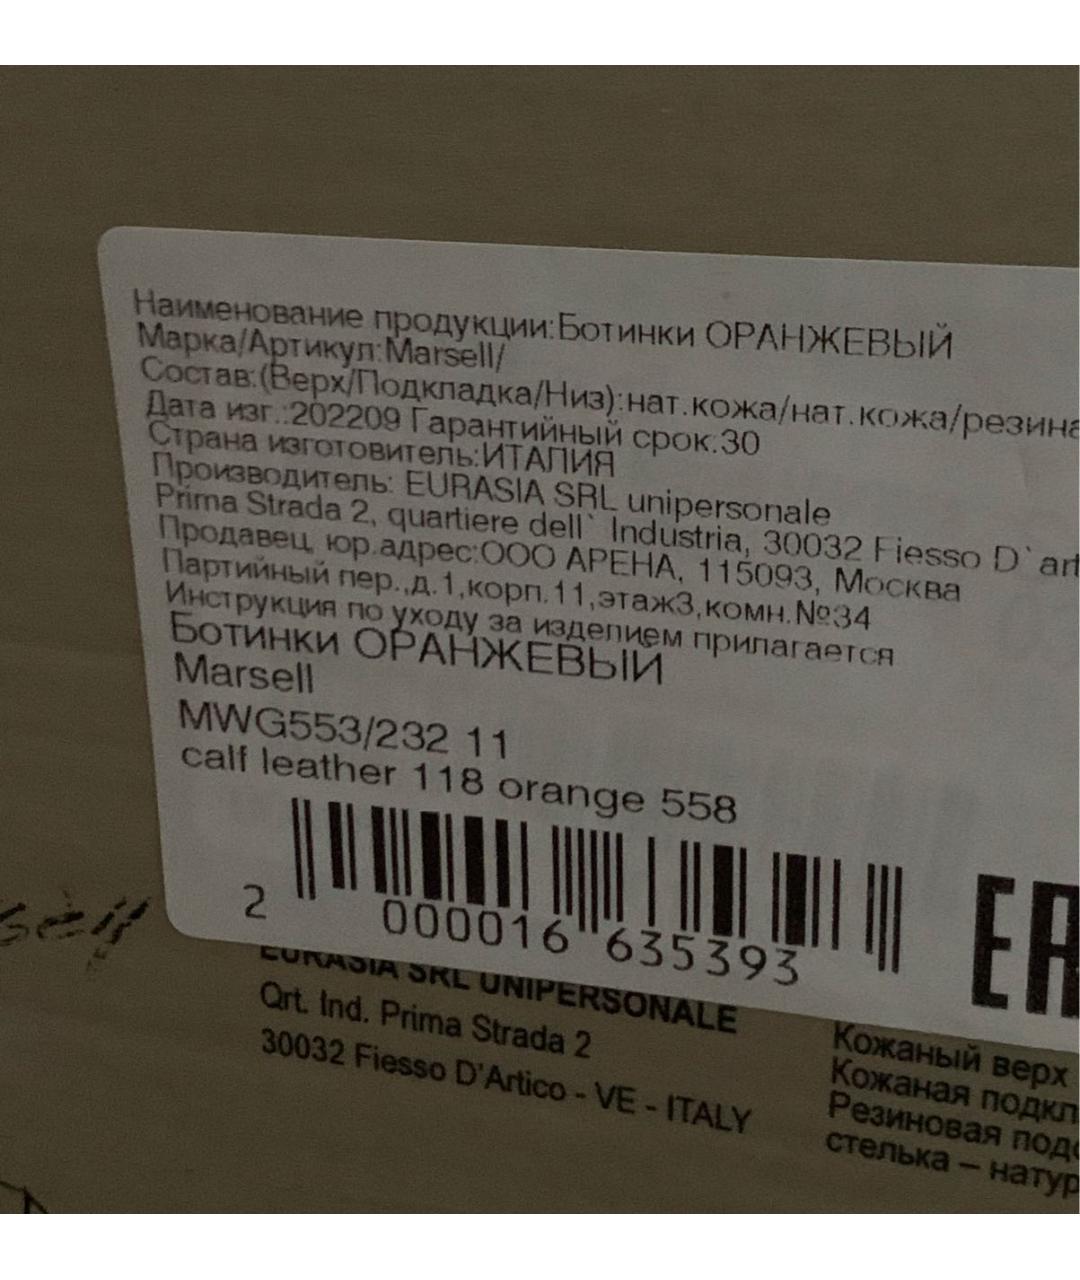 Наименование продукции:Ботинки ОРАНЖЕВЫЙ
Марка/Артикул:Marsell/
Состав:(Верх/Подкладка/Низ):нат.кожа/нат.кожа/резина
Дата изг.:202209 Гарантийный срок:30
Страна изготовитель:ИТАЛИЯ
Производитель: EURASIA SRL unipersonale
Prima Strada 2, quartiere dell` Industria, 30032 Fiesso D`art
Продавец, юр.адрес:ООО АРЕНА, 115093, Москва
Партийный пер.,д.1,корп.11,этаж3,комн.№34
Инструкция по уходу за изделием прилагается
Ботинки ОРАНЖЕВЫЙ
Marsell
MWG553/232 11
calf leather 118 orange 558
2 000016 635393
EAC
EURASIA SRL UNIPERSONALE
Qrt. Ind. Prima Strada 2
30032 Fiesso D'Artico - VE - ITALY
Кожаный верх
Кожаная подкл
Резиновая подо
стелька – натур